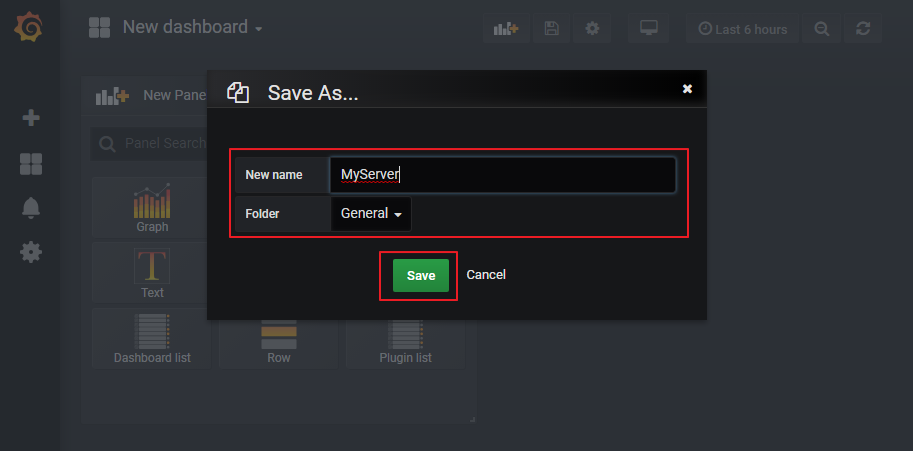 New dashboard
Last 6 hours
New Pane
Save As...
Panel Search
New name MyServer
Folder General
Graph
Save Cancel
Text
Dashboard list Row Plugin list